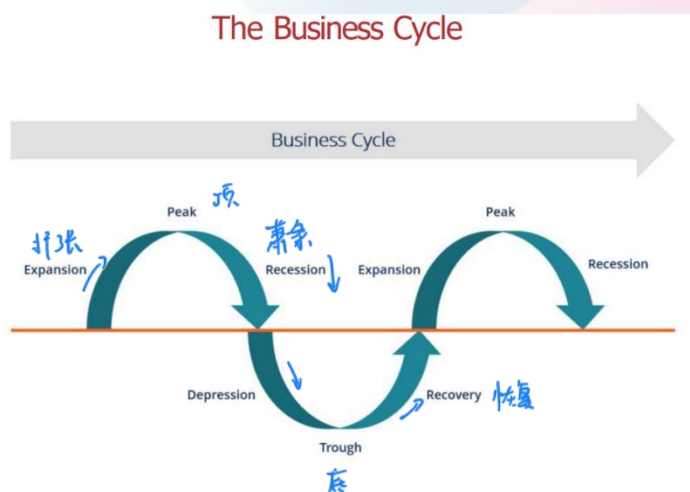 The Business Cycle
Business Cycle
Peak 顶 Peak
扩张 萧条
Expansion Recession Expansion Recession
Depression Recovery 恢复
Trough
底